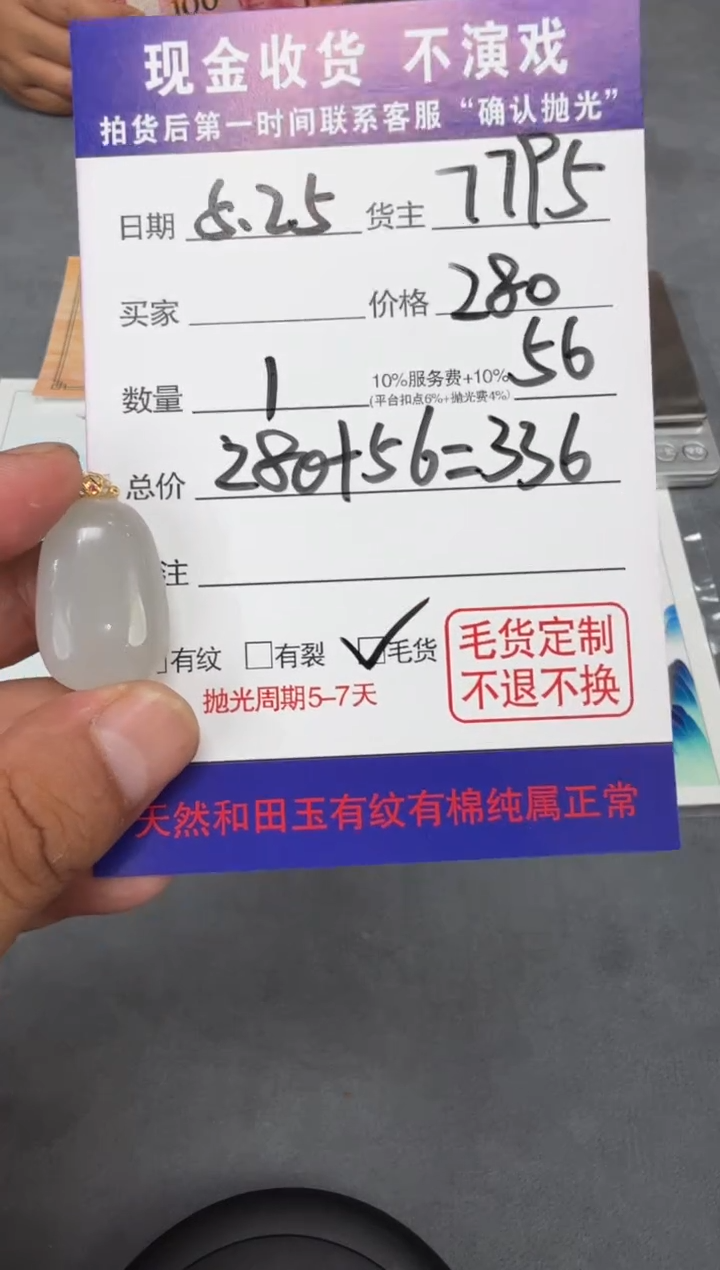 100
现金收货 不演戏
拍货后第一时间联系客服“确认抛光”
日期 5.25 货主 7795
买家 价格 280
数量 1 10%服务费+10% 56
(平台扣点6%+抛光费4%)
总价 280+56=336
注
有纹 □有裂 ☑毛货
抛光周期5-7天
毛货定制
不退不换
天然和田玉有纹有棉纯属正常